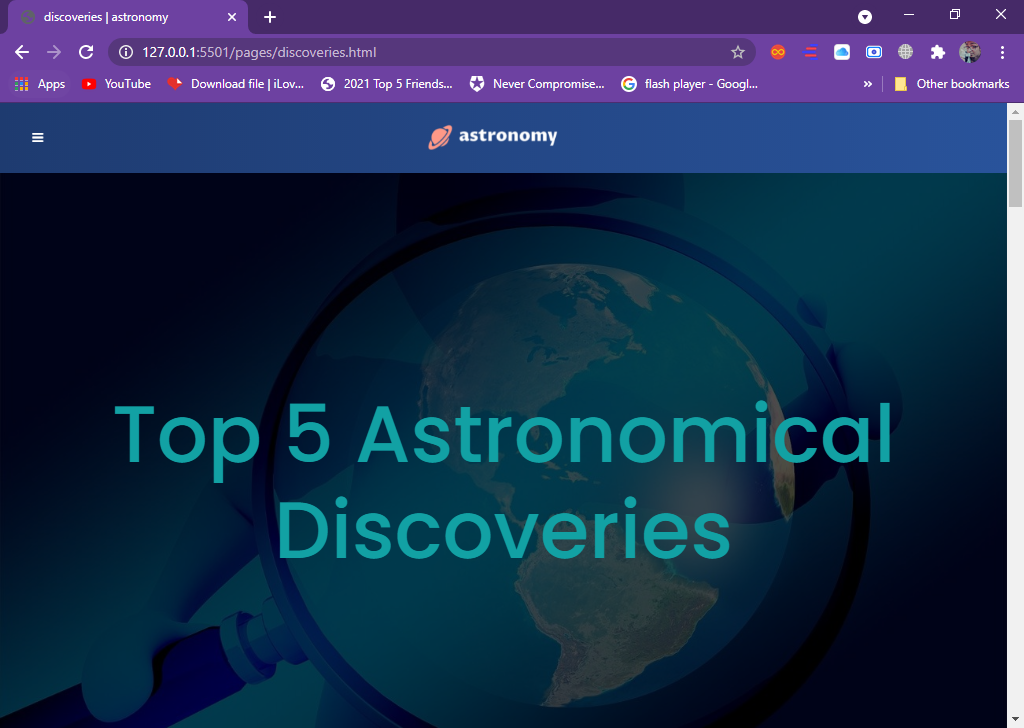 discoveries | astronomy
127.0.0.1:5501/pages/discoveries.html
Apps YouTube Download file | iLov... 2021 Top 5 Friends... Never Compromise... flash player - Googl... » Other bookmarks
astronomy
Top 5 Astronomical
Discoveries